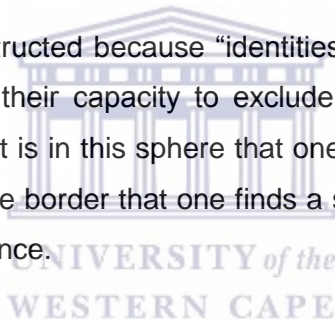 tructed because “identities
their capacity to exclude
t is in this sphere that one
e border that one finds a s
nce.
UNIVERSITY of the
WESTERN CAPE